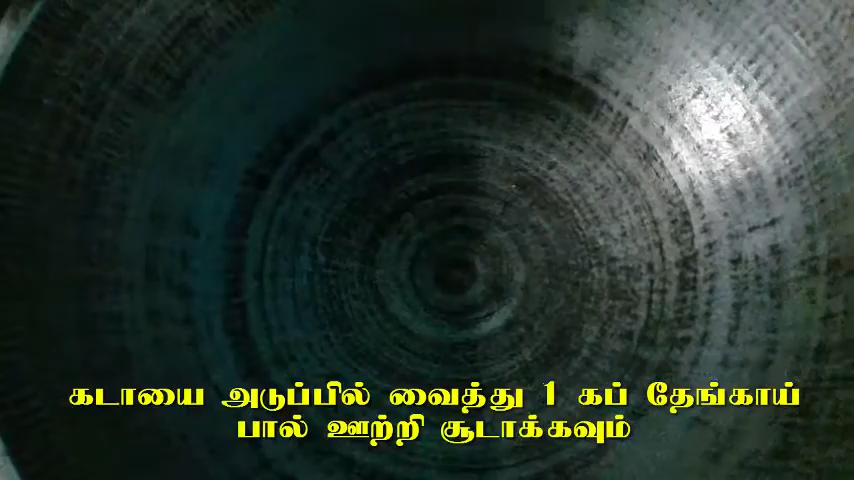 கடாயை அடுப்பில் வைத்து 1 கப் தேங்காய்
பால் ஊற்றி சூடாக்கவும்